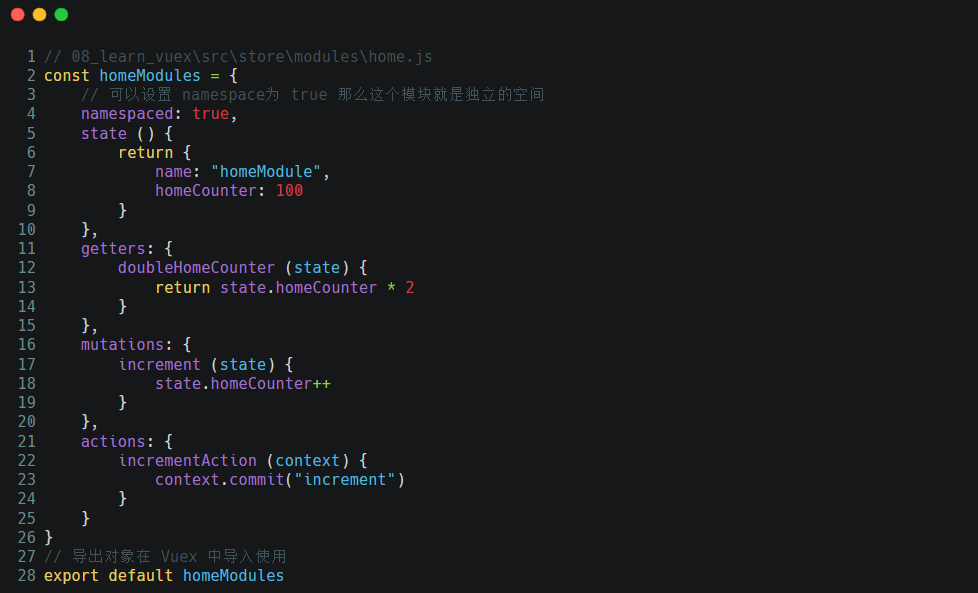 1 // 08_learn_vuex\src\store\modules\home.js
2 const homeModules = {
3     // 可以设置 namespace为 true 那么这个模块就是独立的空间
4     namespaced: true,
5     state () {
6         return {
7             name: "homeModule",
8             homeCounter: 100
9         }
10     },
11     getters: {
12         doubleHomeCounter (state) {
13             return state.homeCounter * 2
14         }
15     },
16     mutations: {
17         increment (state) {
18             state.homeCounter++
19         }
20     },
21     actions: {
22         incrementAction (context) {
23             context.commit("increment")
24         }
25     }
26 }
27 // 导出对象在 Vuex 中导入使用
28 export default homeModules